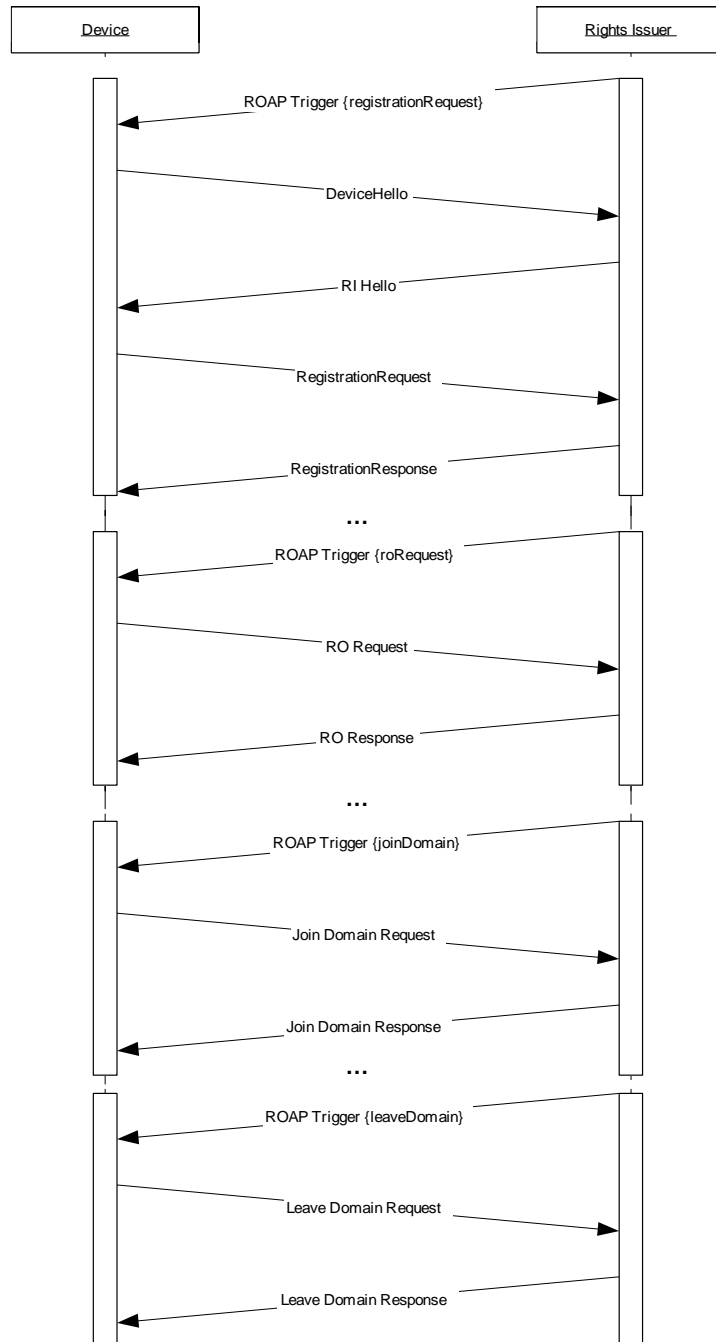 Device
Rights Issuer
ROAP Trigger {registrationRequest}
DeviceHello
RI Hello
RegistrationRequest
RegistrationResponse
...
ROAP Trigger {roRequest}
RO Request
RO Response
...
ROAP Trigger {joinDomain}
Join Domain Request
Join Domain Response
...
ROAP Trigger {leaveDomain}
Leave Domain Request
Leave Domain Response